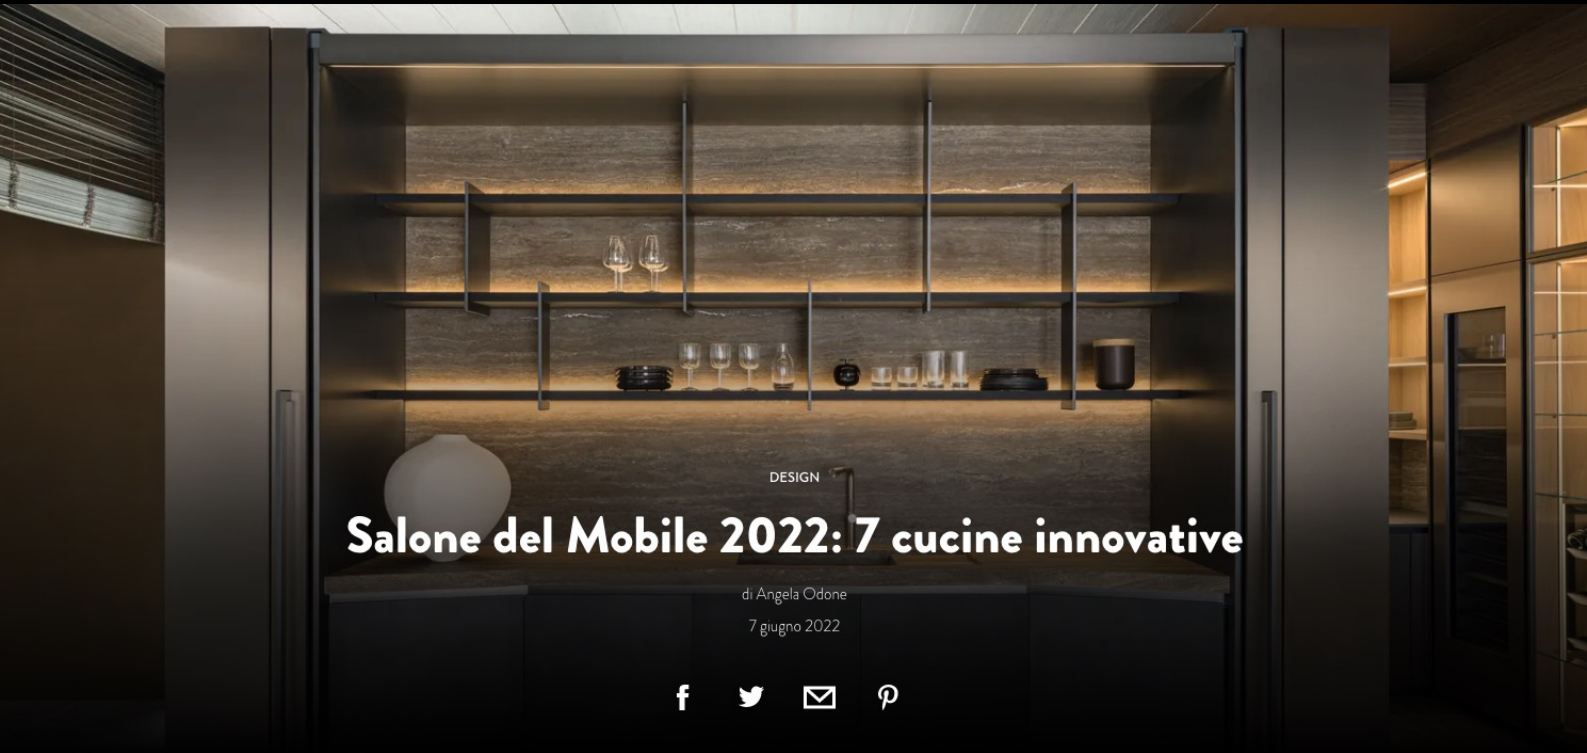 DESIGN
Salone del Mobile 2022: 7 cucine innovative
di Angela Odone
7 giugno 2022